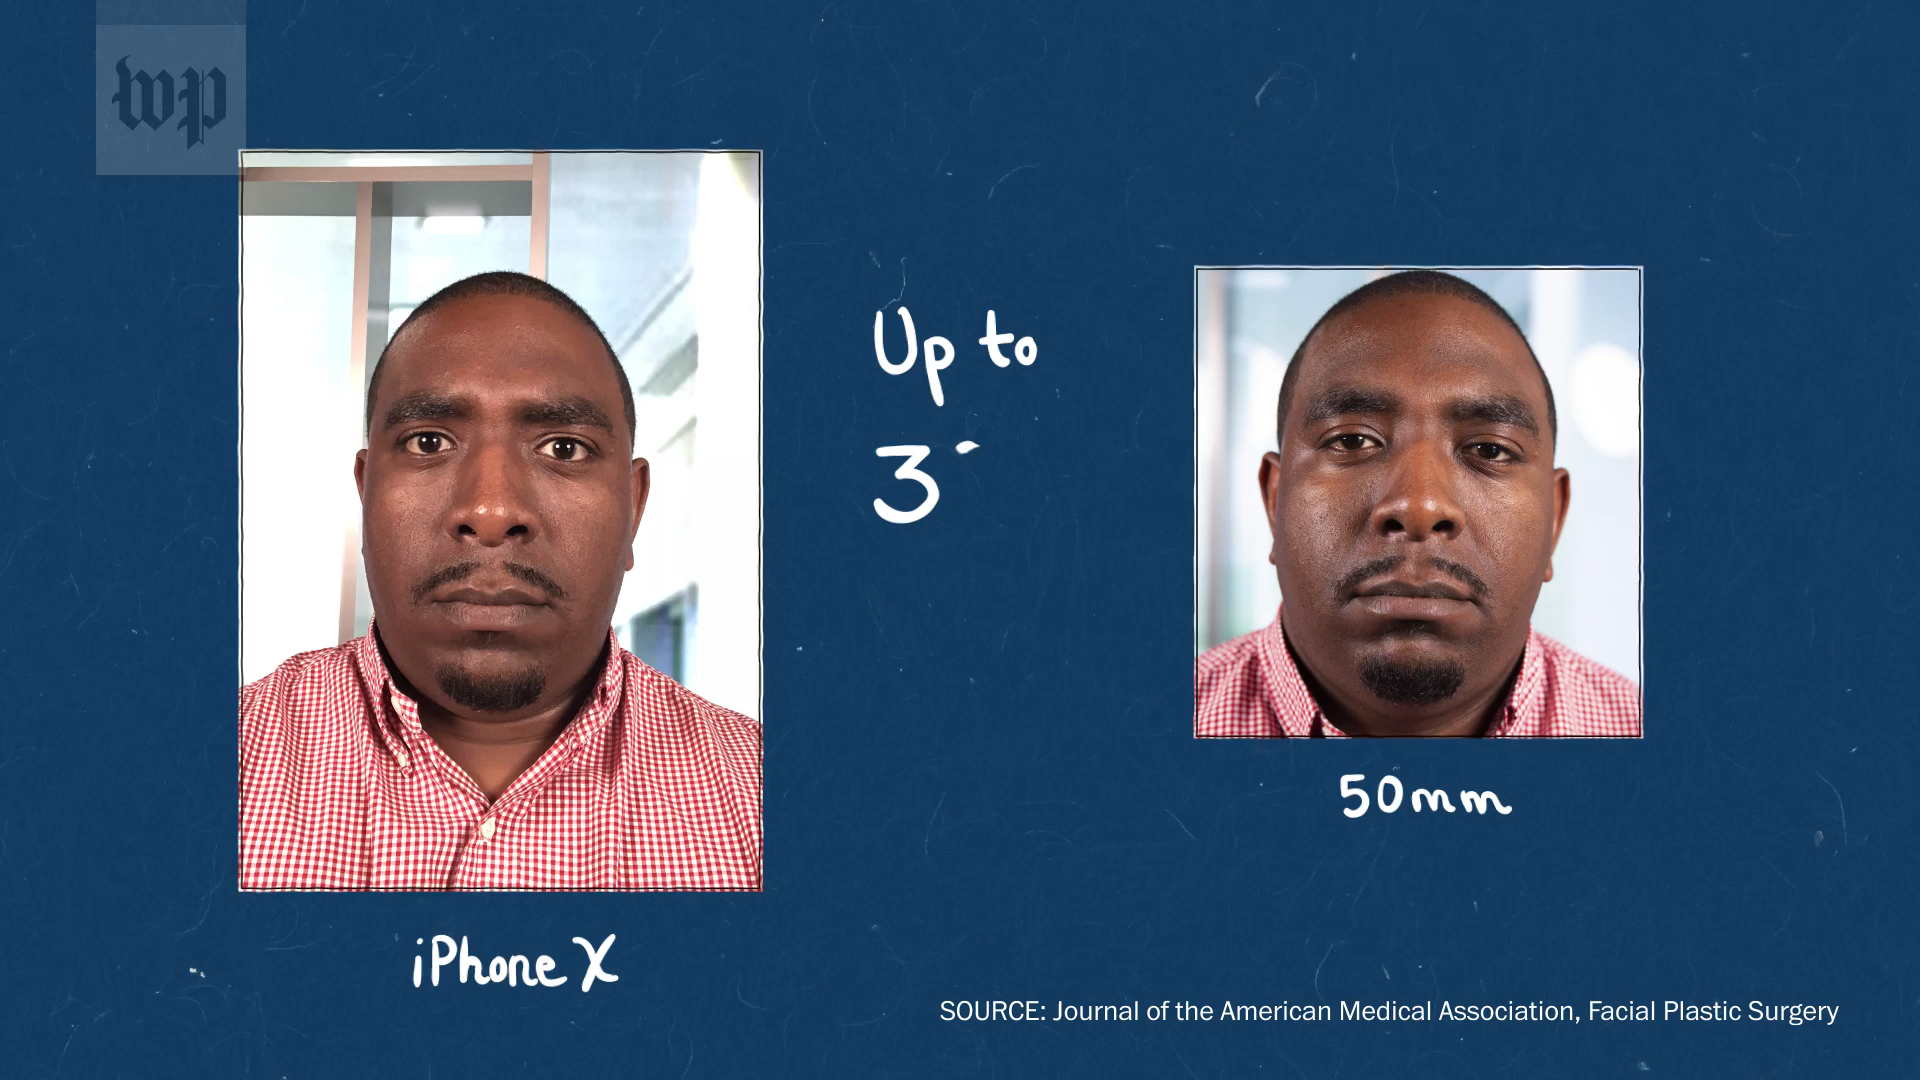 wp
Up to
3
iPhone X
50mm
SOURCE: Journal of the American Medical Association, Facial Plastic Surgery